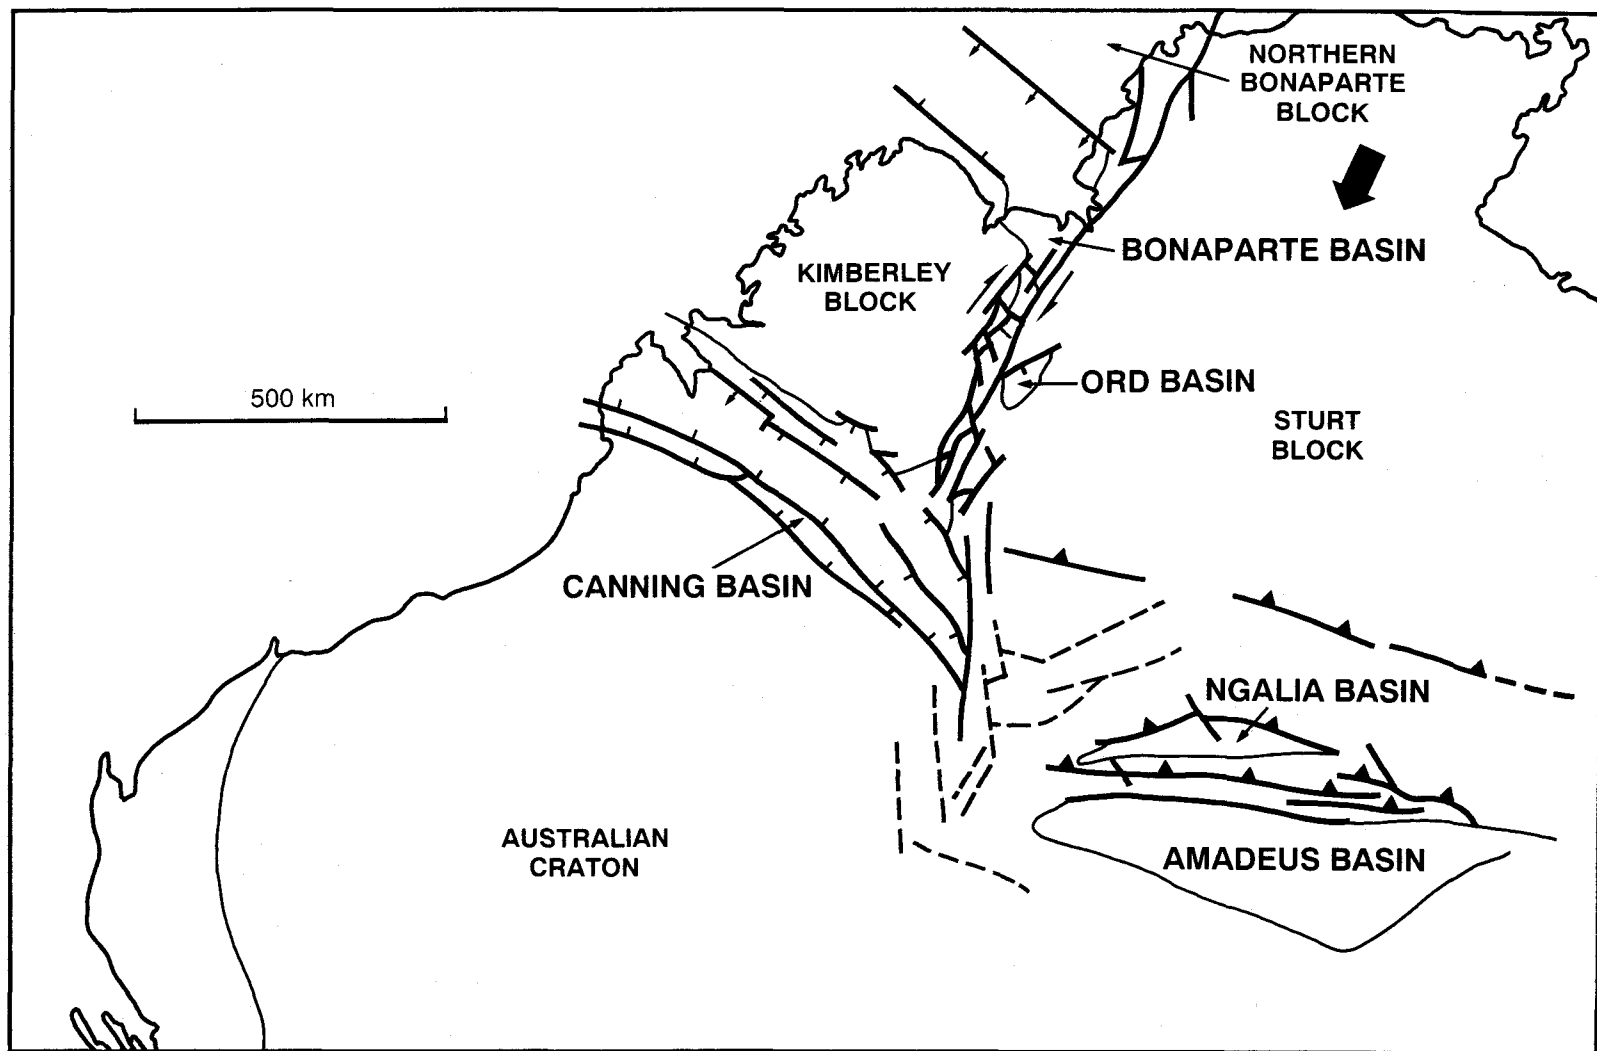 NORTHERN
BONAPARTE
BLOCK
BONAPARTE BASIN
KIMBERLEY
BLOCK
ORD BASIN
500 km
STURT
BLOCK
CANNING BASIN
NGALIA BASIN
AUSTRALIAN
CRATON
AMADEUS BASIN